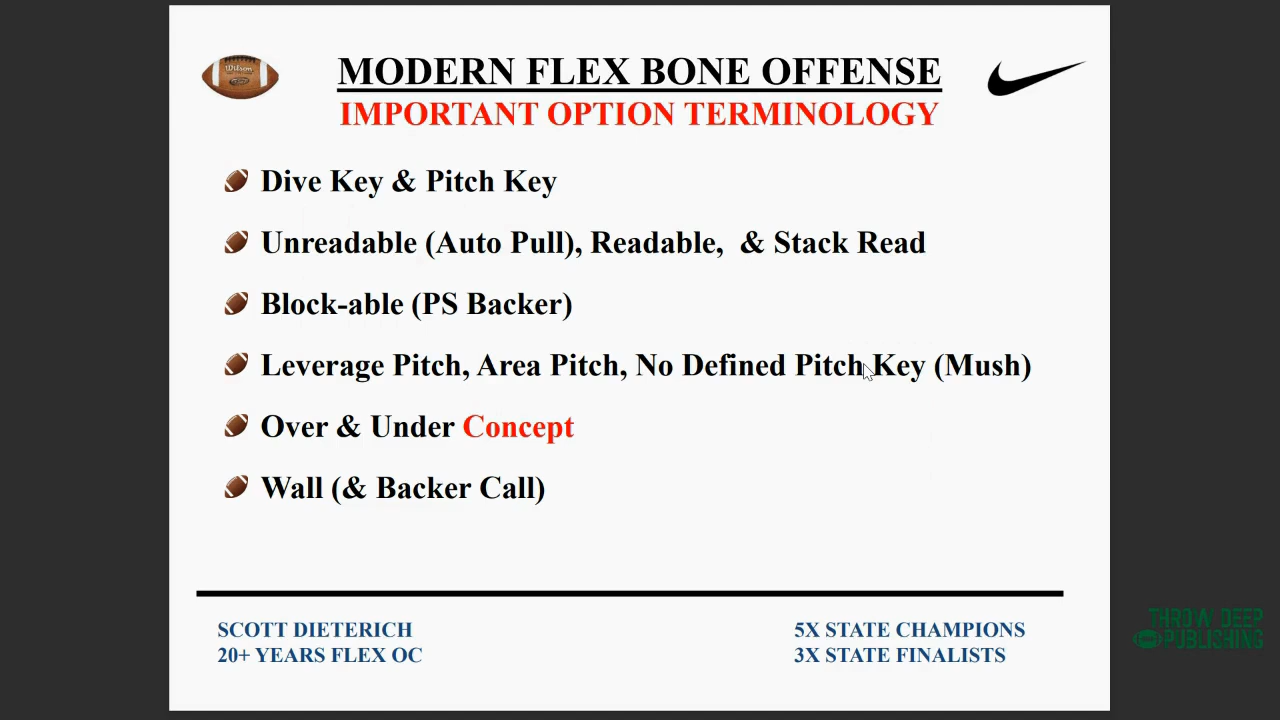 MODERN FLEX BONE OFFENSE
IMPORTANT OPTION TERMINOLOGY
Wilson
Dive Key & Pitch Key
Unreadable (Auto Pull), Readable, & Stack Read
Block-able (PS Backer)
Leverage Pitch, Area Pitch, No Defined Pitch Key (Mush)
Over & Under Concept
Wall (& Backer Call)
SCOTT DIETERICH
20+ YEARS FLEX OC
5X STATE CHAMPIONS
3X STATE FINALISTS
THROW DEEP
PUBLISHING